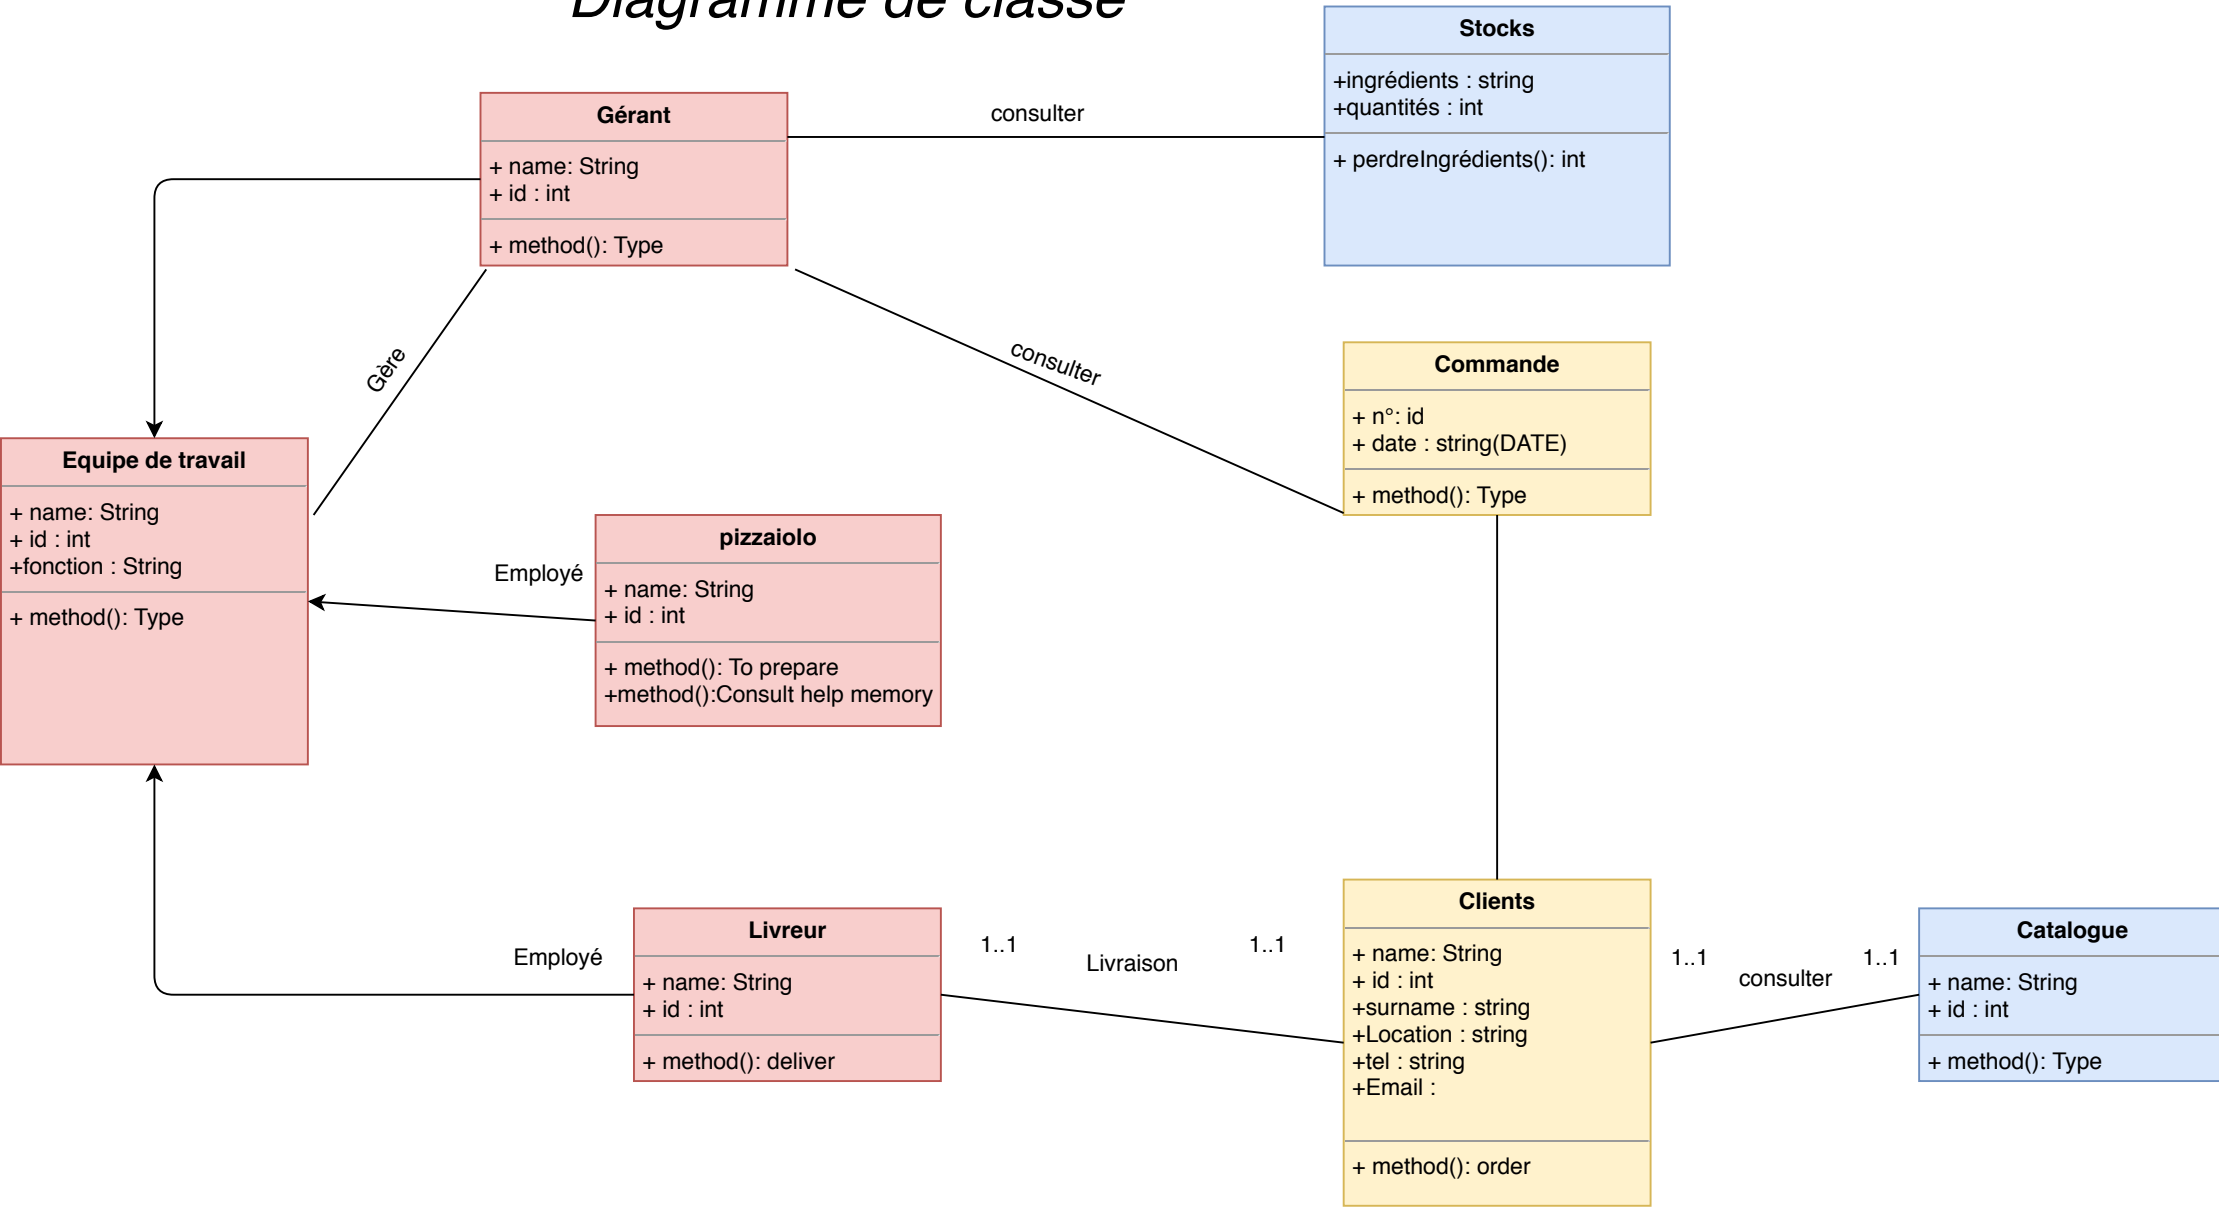 Diagramme de classe
Stocks
+ingrédients : string
+quantités : int
+ perdreIngrédients(): int
Gérant
+ name: String
+ id : int
+ method(): Type
consulter
Gère
consulter
Commande
+ n°: id
+ date : string(DATE)
+ method(): Type
Equipe de travail
+ name: String
+ id : int
+fonction : String
+ method(): Type
Employé
pizzaiolo
+ name: String
+ id : int
+ method(): To prepare
+method():Consult help memory
Employé
Livreur
+ name: String
+ id : int
+ method(): deliver
1..1
Livraison
1..1
Clients
+ name: String
+ id : int
+surname : string
+Location : string
+tel : string
+Email :
+ method(): order
1..1
consulter
1..1
Catalogue
+ name: String
+ id : int
+ method(): Type